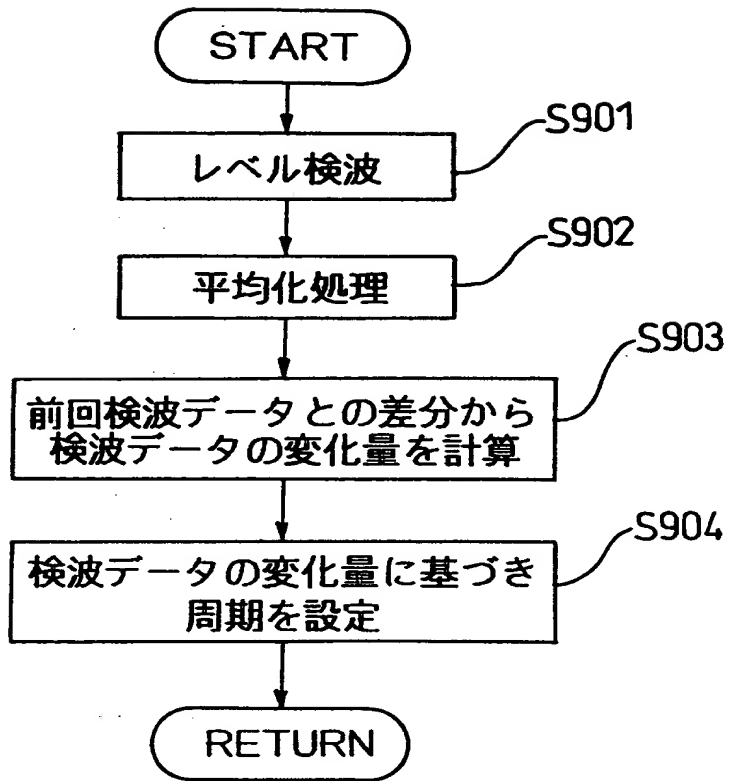 START
レベル検波
S901
平均化処理
S902
前回検波データとの差分から
検波データの変化量を計算
S903
検波データの変化量に基づき
周期を設定
S904
RETURN